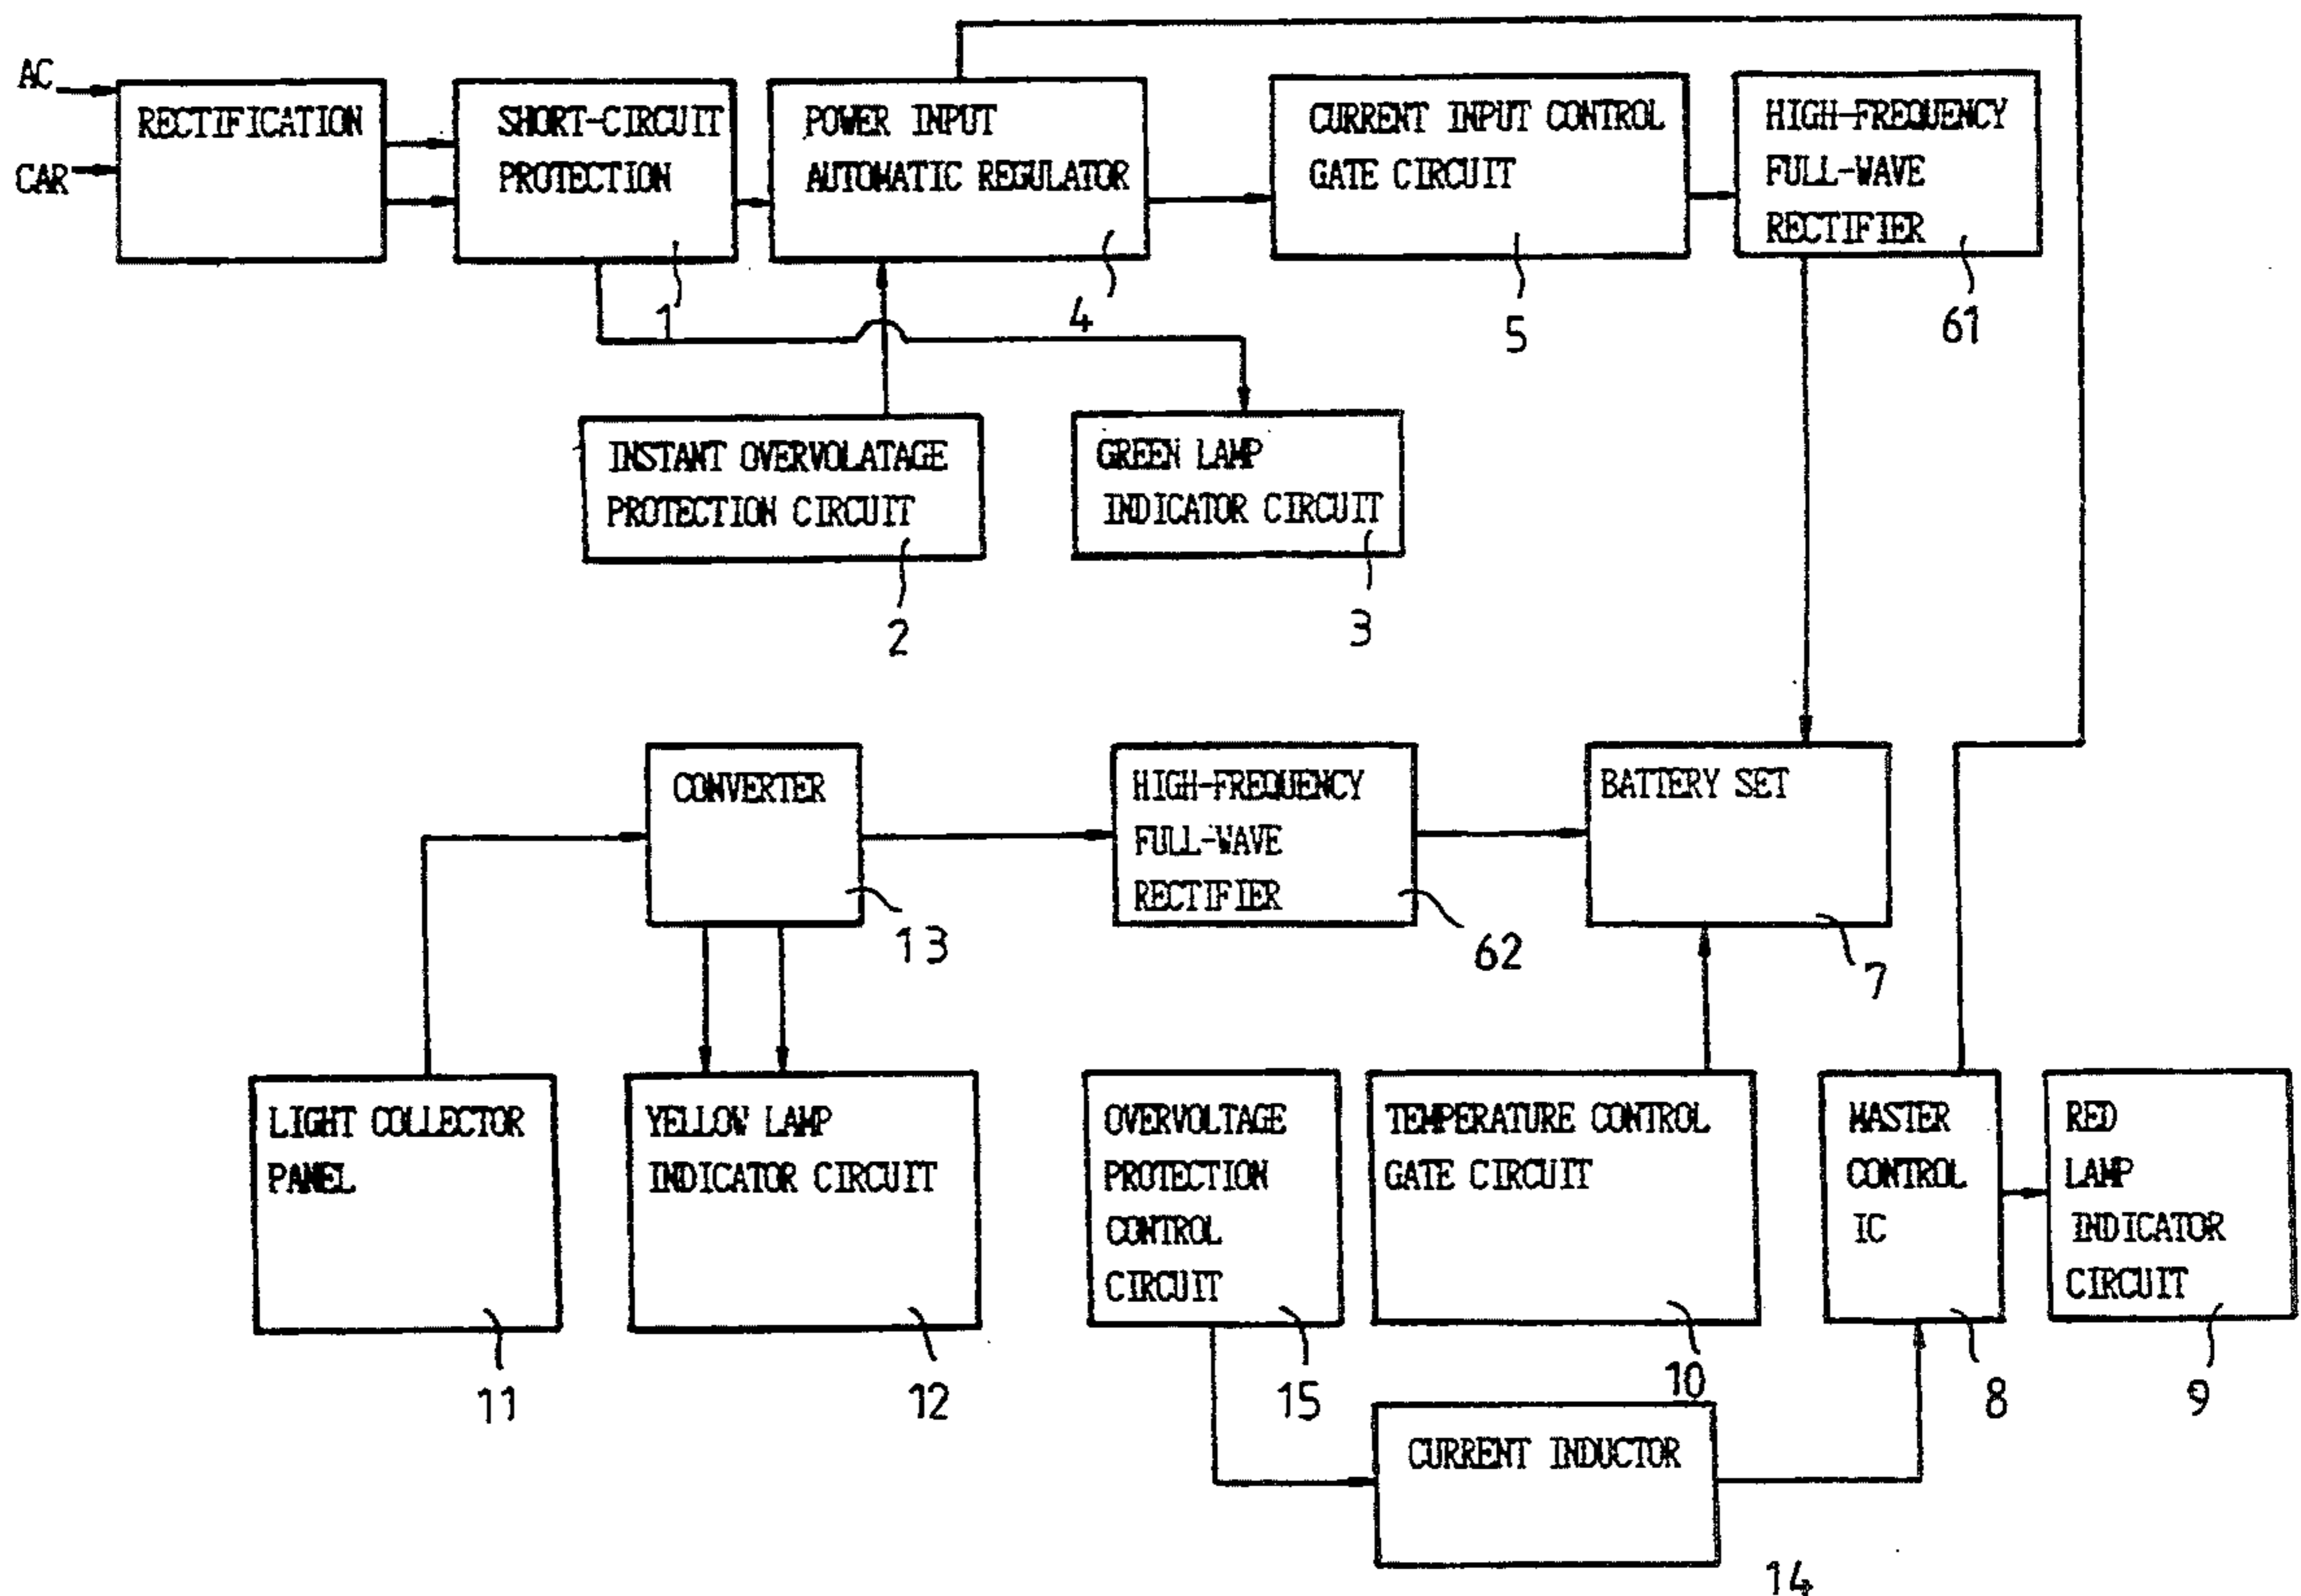 AC
CAR
RECTIFICATION
SHORT-CIRCUIT
PROTECTION
1
POWER INPUT
AUTOMATIC REGULATOR
4
CURRENT INPUT CONTROL
GATE CIRCUIT
5
HIGH-FREQUENCY
FULL-WAVE
RECTIFIER
61
INSTANT OVERVOLATAGE
PROTECTION CIRCUIT
2
GREEN LAMP
INDICATOR CIRCUIT
3
CONVERTER
13
HIGH-FREQUENCY
FULL-WAVE
RECTIFIER
62
BATTERY SET
7
LIGHT COLLECTOR
PANEL
11
YELLOW LAMP
INDICATOR CIRCUIT
12
OVERVOLTAGE
PROTECTION
CONTROL
CIRCUIT
15
TEMPERATURE CONTROL
GATE CIRCUIT
10
MASTER
CONTROL
IC
8
RED
LAMP
INDICATOR
CIRCUIT
9
CURRENT INDUCTOR
14